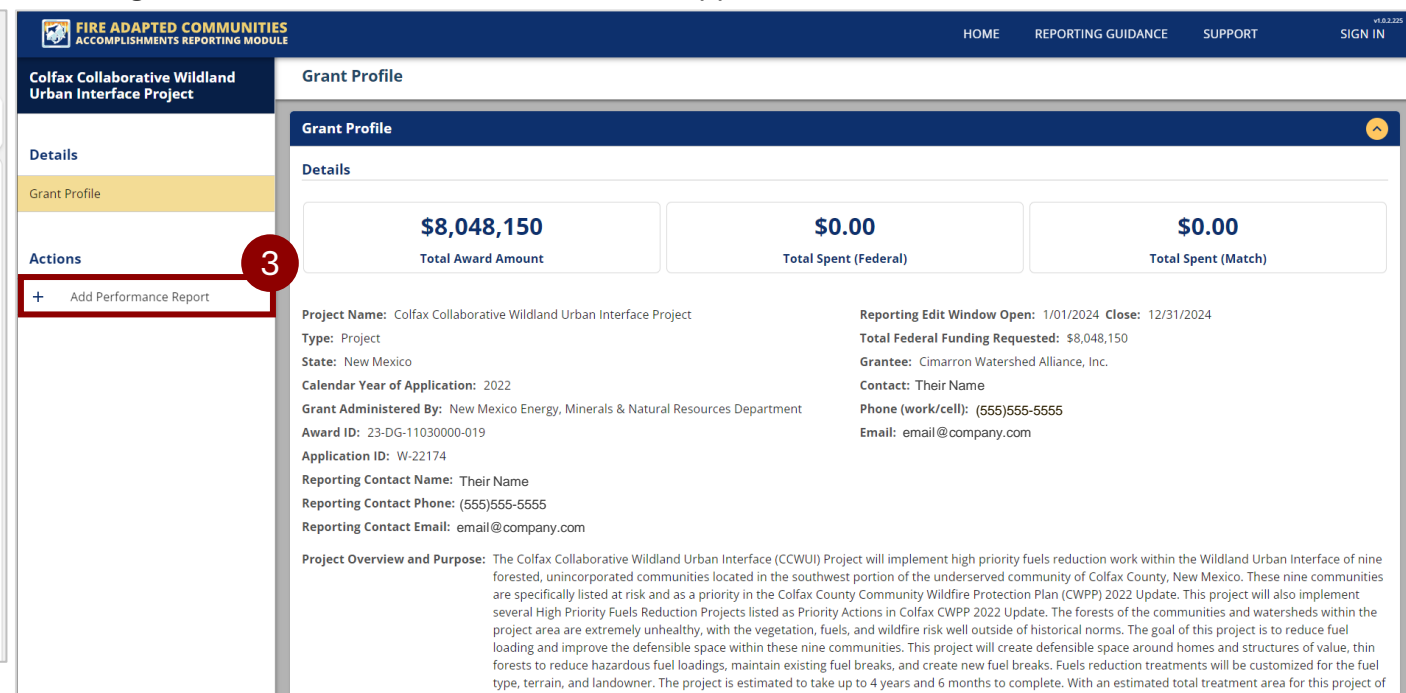 FIRE ADAPTED COMMUNITIES
ACCOMPLISHMENTS REPORTING MODULE
HOME
REPORTING GUIDANCE
SUPPORT
v1.0.2.225
SIGN IN
Colfax Collaborative Wildland
Urban Interface Project
Grant Profile
Details
Grant Profile
Actions
3
+ Add Performance Report
Grant Profile
Details
$8,048,150
Total Award Amount
$0.00
Total Spent (Federal)
$0.00
Total Spent (Match)
Project Name: Colfax Collaborative Wildland Urban Interface Project
Type: Project
State: New Mexico
Calendar Year of Application: 2022
Grant Administered By: New Mexico Energy, Minerals & Natural Resources Department
Award ID: 23-DG-11030000-019
Application ID: W-22174
Reporting Contact Name: Their Name
Reporting Contact Phone: (555)555-5555
Reporting Contact Email: email@company.com
Reporting Edit Window Open: 1/01/2024 Close: 12/31/2024
Total Federal Funding Requested: $8,048,150
Grantee: Cimarron Watershed Alliance, Inc.
Contact: Their Name
Phone (work/cell): (555)555-5555
Email: email@company.com
Project Overview and Purpose: The Colfax Collaborative Wildland Urban Interface (CCWUI) Project will implement high priority fuels reduction work within the Wildland Urban Interface of nine
forested, unincorporated communities located in the southwest portion of the underserved community of Colfax County, New Mexico. These nine communities
are specifically listed at risk and as a priority in the Colfax County Community Wildfire Protection Plan (CWPP) 2022 Update. This project will also implement
several High Priority Fuels Reduction Projects listed as Priority Actions in Colfax CWPP 2022 Update. The forests of the communities and watersheds within the
project area are extremely unhealthy, with the vegetation, fuels, and wildfire risk well outside of historical norms. The goal of this project is to reduce fuel
loading and improve the defensible space within these nine communities. This project will create defensible space around homes and structures of value, thin
forests to reduce hazardous fuel loadings, maintain existing fuel breaks, and create new fuel breaks. Fuels reduction treatments will be customized for the fuel
type, terrain, and landowner. The project is estimated to take up to 4 years and 6 months to complete. With an estimated total treatment area for this project of